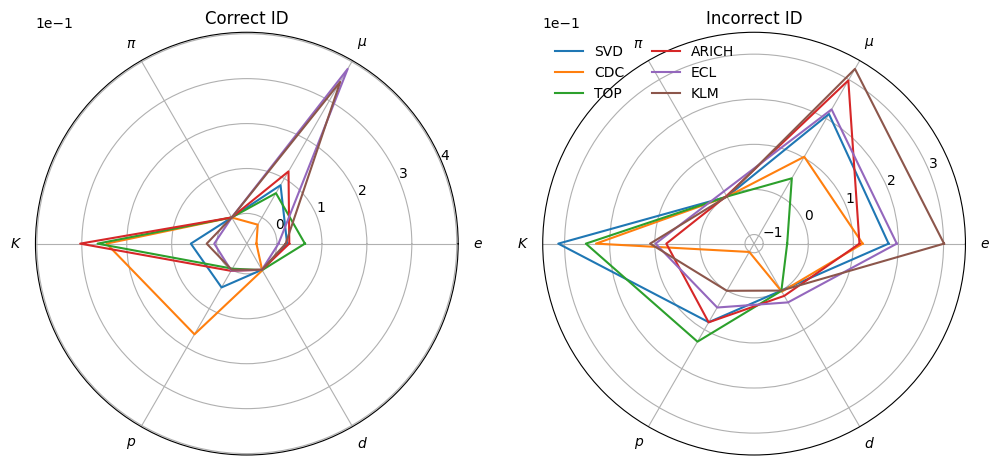 Correct ID
1e−1
π
μ
K
e
p
d
0
1
2
3
4
Incorrect ID
1e−1
π
μ
K
e
p
d
−1
0
1
2
3
SVD
CDC
TOP
ARICH
ECL
KLM